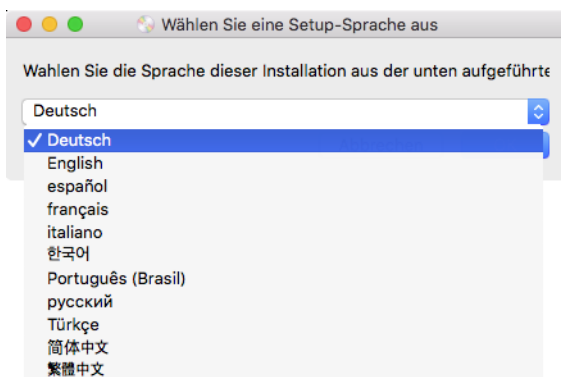 Wählen Sie eine Setup-Sprache aus
Wahlen Sie die Sprache dieser Installation aus der unten aufgeführte
Deutsch
✓ Deutsch
English
español
français
italiano
한국어
Português (Brasil)
русский
Türkçe
简体中文
繁體中文